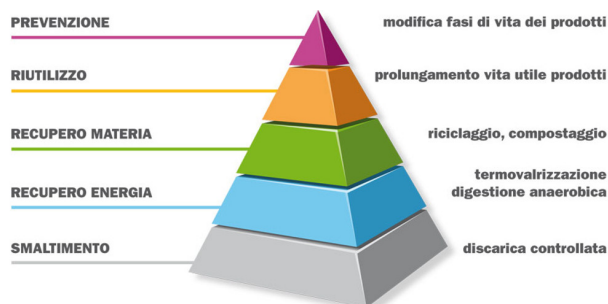 PREVENZIONE
modifica fasi di vita dei prodotti
RIUTILIZZO
prolungamento vita utile prodotti
RECUPERO MATERIA
riciclaggio, compostaggio
RECUPERO ENERGIA
termovalrizzazione
digestione anaerobica
SMALTIMENTO
discarica controllata